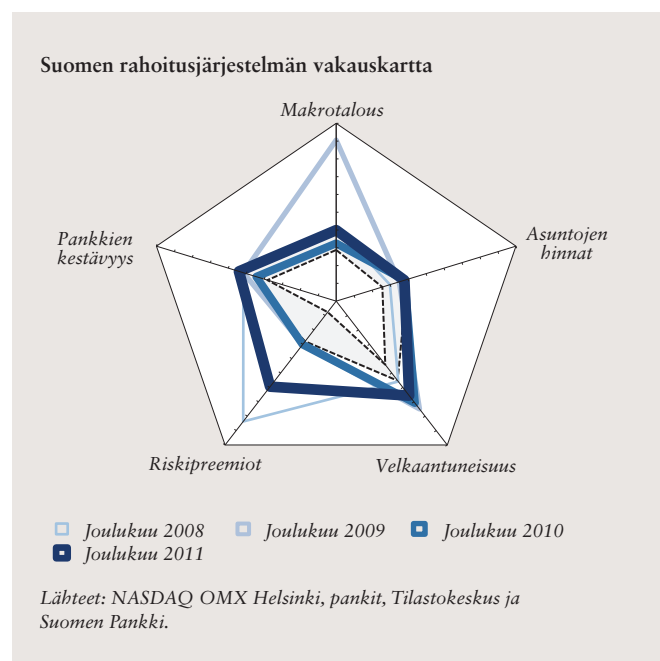 Suomen rahoitusjärjestelmän vakauskartta
Makrotalous
Pankkien
kestävyys
Asuntojen
hinnat
Riskipreemiot
Velkaantuneisuus
Joulukuu 2008
Joulukuu 2009
Joulukuu 2010
Joulukuu 2011
Lähteet: NASDAQ OMX Helsinki, pankit, Tilastokeskus ja
Suomen Pankki.